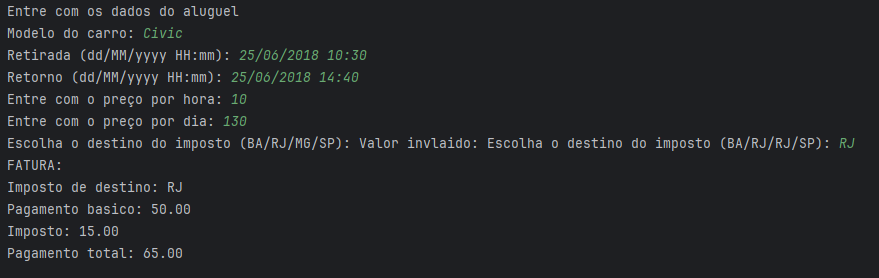 Entre com os dados do aluguel
Modelo do carro: Civic
Retirada (dd/MM/yyyy HH:mm): 25/06/2018 10:30
Retorno (dd/MM/yyyy HH:mm): 25/06/2018 14:40
Entre com o preço por hora: 10
Entre com o preço por dia: 130
Escolha o destino do imposto (BA/RJ/MG/SP): Valor invlaido: Escolha o destino do imposto (BA/RJ/RJ/SP): RJ
FATURA:
Imposto de destino: RJ
Pagamento basico: 50.00
Imposto: 15.00
Pagamento total: 65.00